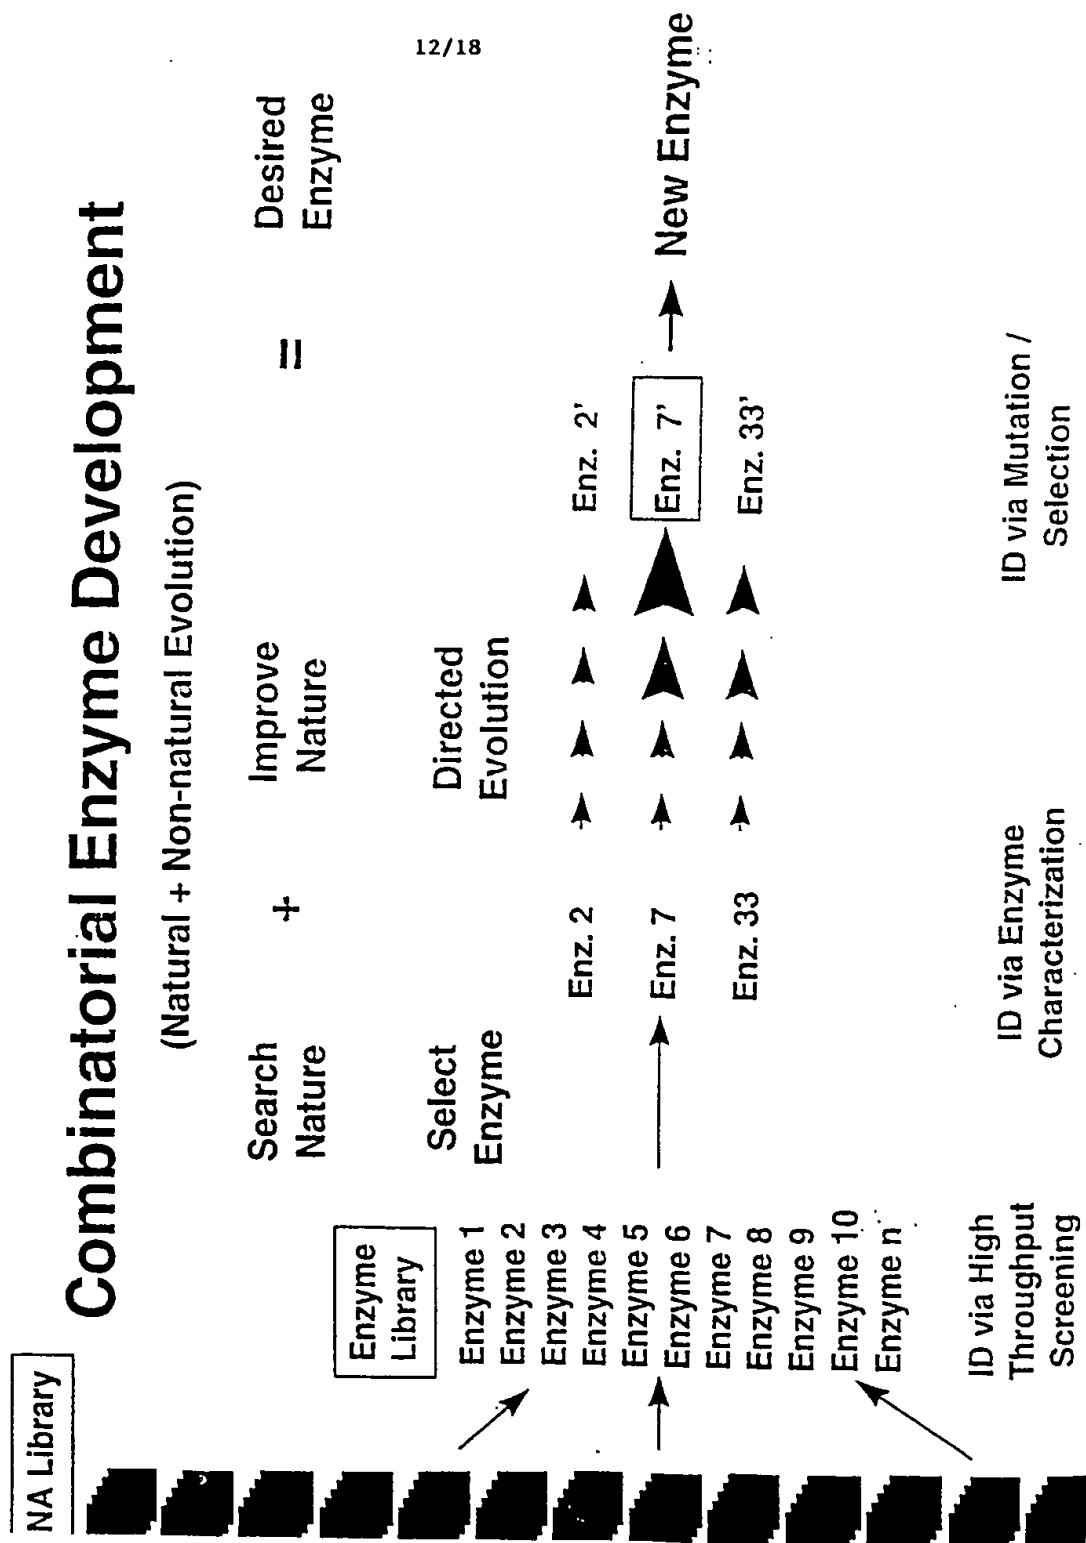 12/18
NA Library
Combinatorial Enzyme Development
(Natural + Non-natural Evolution)
Search
Nature
+
Improve
Nature
=
Desired
Enzyme
Enzyme
Library
Select
Enzyme
Directed
Evolution
Enzyme 1
Enzyme 2
Enzyme 3
Enzyme 4
Enzyme 5
Enzyme 6
Enzyme 7
Enzyme 8
Enzyme 9
Enzyme 10
Enzyme n
Enz. 2
Enz. 7
Enz. 33
Enz. 2'
Enz. 7'
Enz. 33'
New Enzyme
ID via High
Throughput
Screening
ID via Enzyme
Characterization
ID via Mutation /
Selection